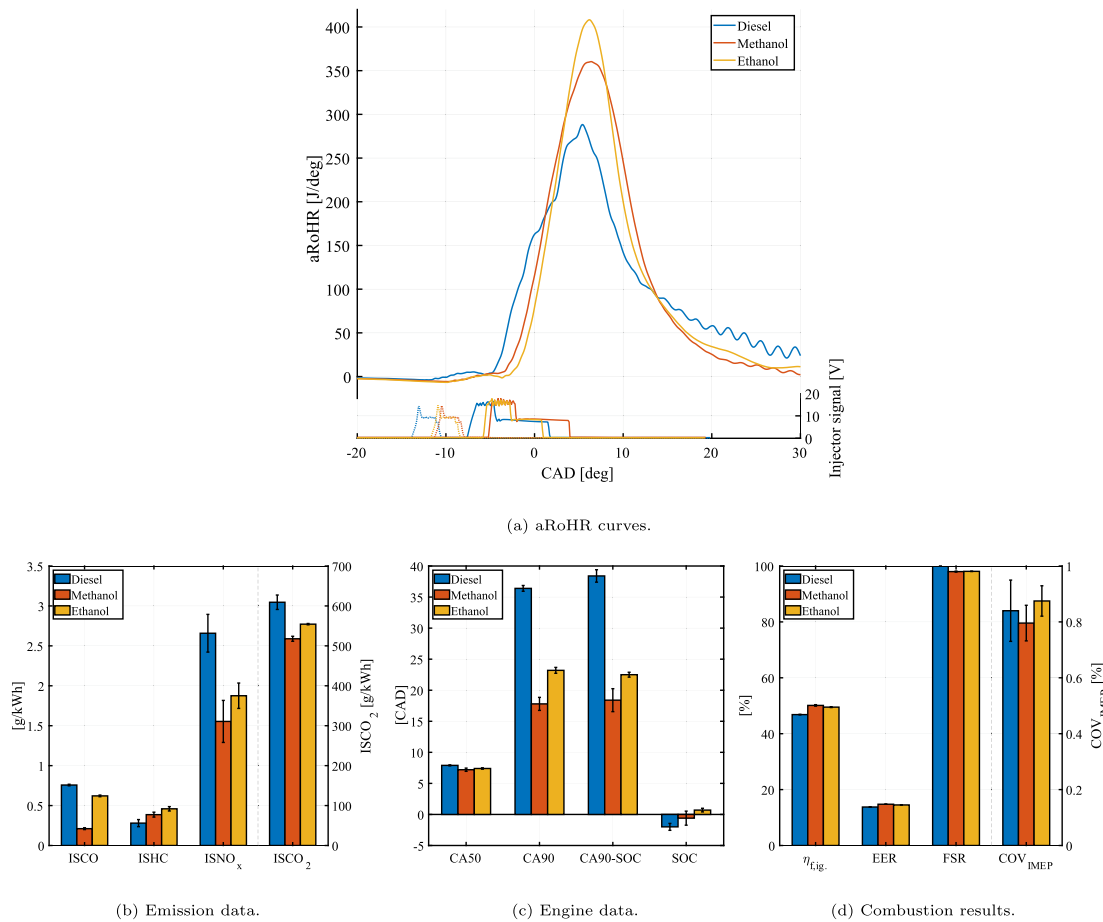 400
350
300
250
200
150
100
50
0
aRoHR [J/deg]
Diesel
Methanol
Ethanol
20
10
0
Injector signal [V]
-20
-10
0
10
20
30
CAD [deg]
(a) aRoHR curves.
3.5
3
2.5
2
1.5
1
0.5
0
[g/kWh]
Diesel
Methanol
Ethanol
700
600
500
400
300
200
100
0
ISCO₂ [g/kWh]
ISCO
ISHC
ISNOₓ
ISCO₂
(b) Emission data.
40
35
30
25
20
15
10
5
0
-5
[CAD]
Diesel
Methanol
Ethanol
CA50
CA90
CA90-SOC
SOC
(c) Engine data.
100
80
60
40
20
0
[%]
Diesel
Methanol
Ethanol
1
0.8
0.6
0.4
0.2
0
COV_IMEP [%]
η_f,ig.
EER
FSR
COV_IMEP
(d) Combustion results.